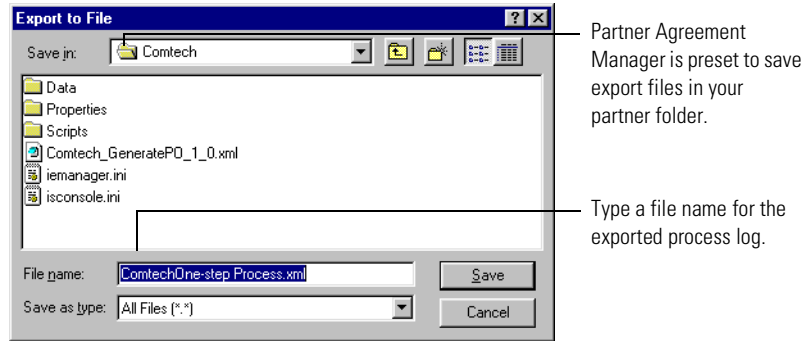 Export to File
Save in:
Comtech
Data
Properties
Scripts
Comtech_GeneratePO_1_0.xml
iemanager.ini
isconsole.ini
File name:
ComtechOne-step Process.xml
Save
Save as type:
All Files (*.*)
Cancel
Partner Agreement
Manager is preset to save
export files in your
partner folder.
Type a file name for the
exported process log.